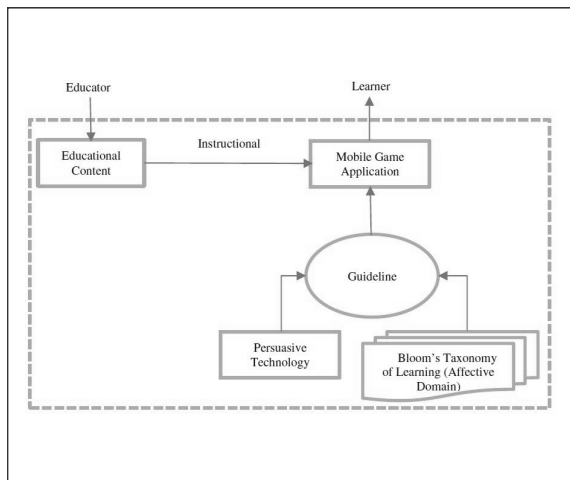 Educator
Learner
Educational
Content
Instructional
Mobile Game
Application
Guideline
Persuasive
Technology
Bloom's Taxonomy
of Learning (Affective
Domain)